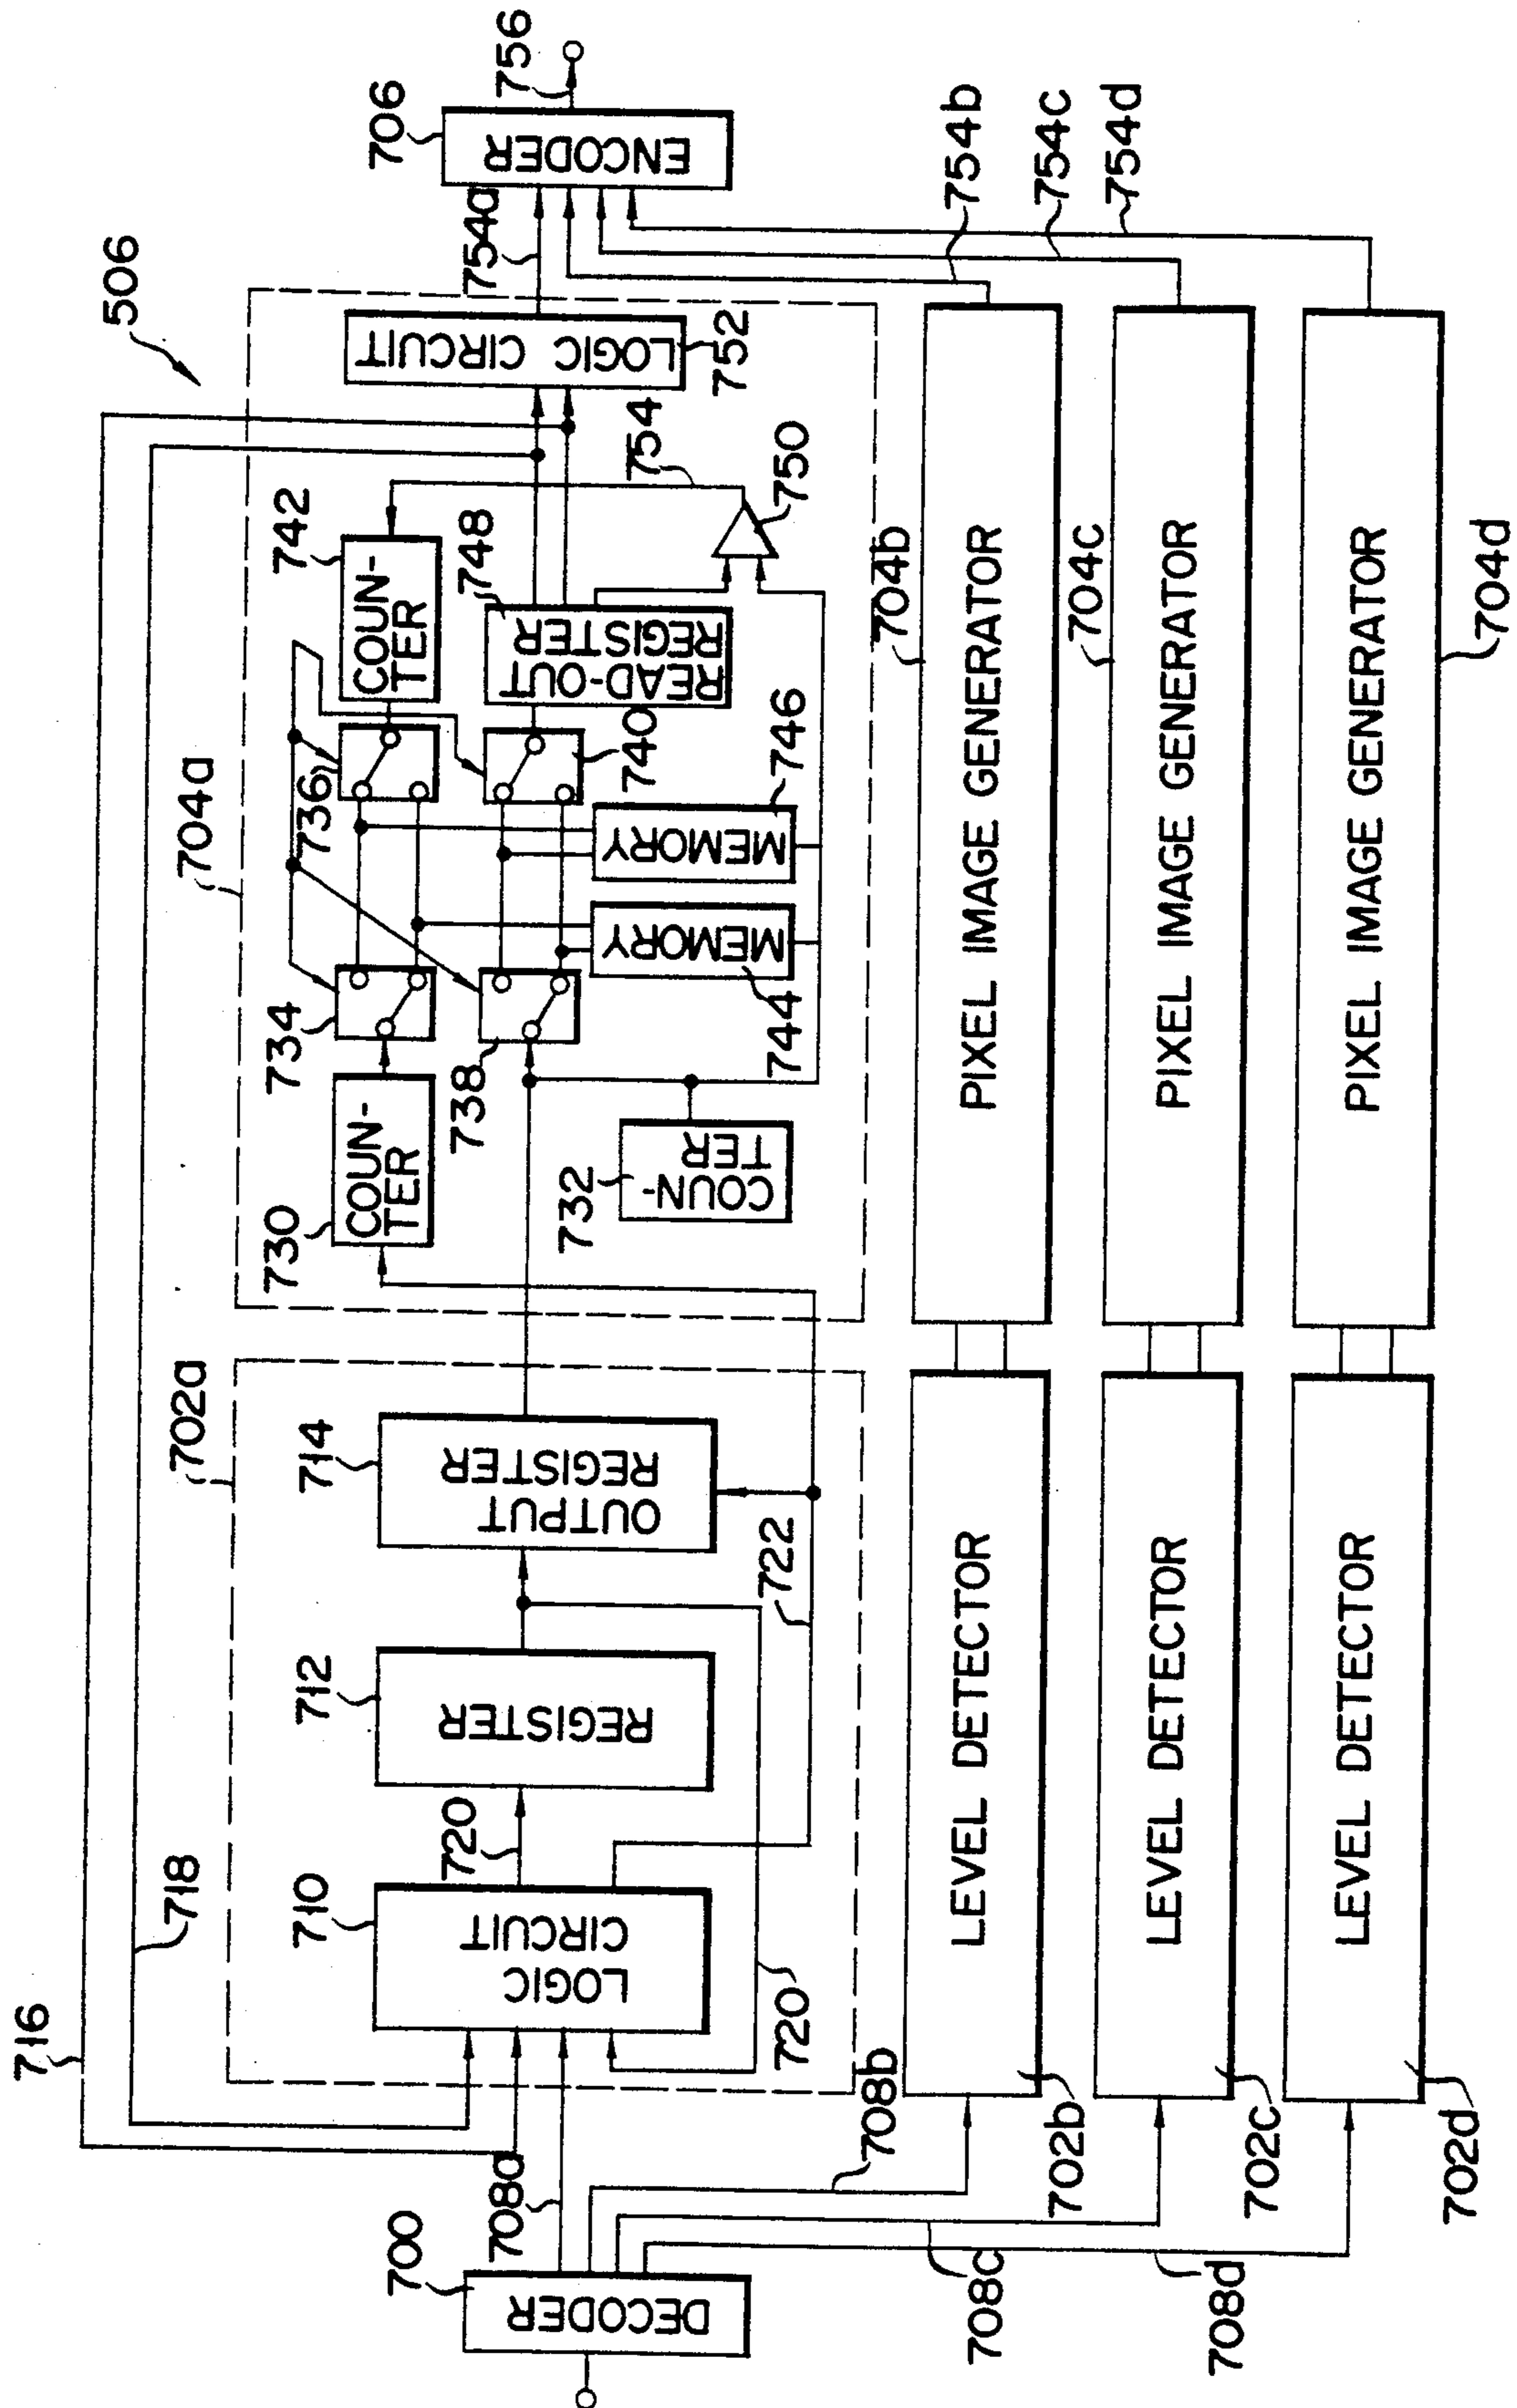 506
716
718
702a
704a
700
DECODER
708a
708b
708c
708d
710
LOGIC
CIRCUIT
720
712
REGISTER
714
OUTPUT
REGISTER
720
722
730
COUN-
TER
732
COUN-
TER
734
736
738
740
742
COUN-
TER
744
MEMORY
746
MEMORY
748
READ-OUT
REGISTER
750
754
752
LOGIC CIRCUIT
754a
706
ENCODER
756
754b
754c
754d
LEVEL DETECTOR
702b
PIXEL IMAGE GENERATOR
704b
LEVEL DETECTOR
702c
PIXEL IMAGE GENERATOR
704c
LEVEL DETECTOR
702d
PIXEL IMAGE GENERATOR
704d